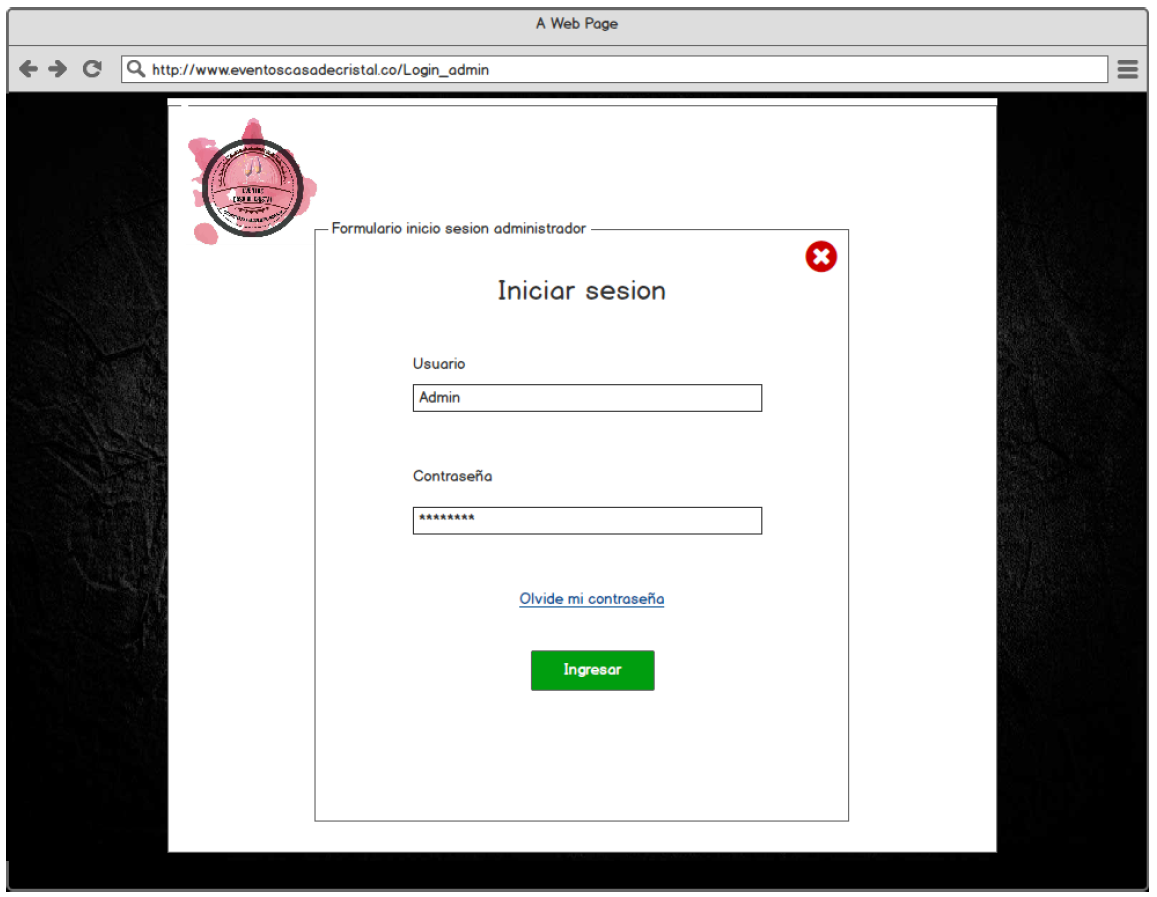 A Web Page
http://www.eventoscasadecristal.co/Login_admin
Formulario inicio sesion administrador
Iniciar sesion
Usuario
Admin
Contraseña
********
Olvide mi contraseña
Ingresar